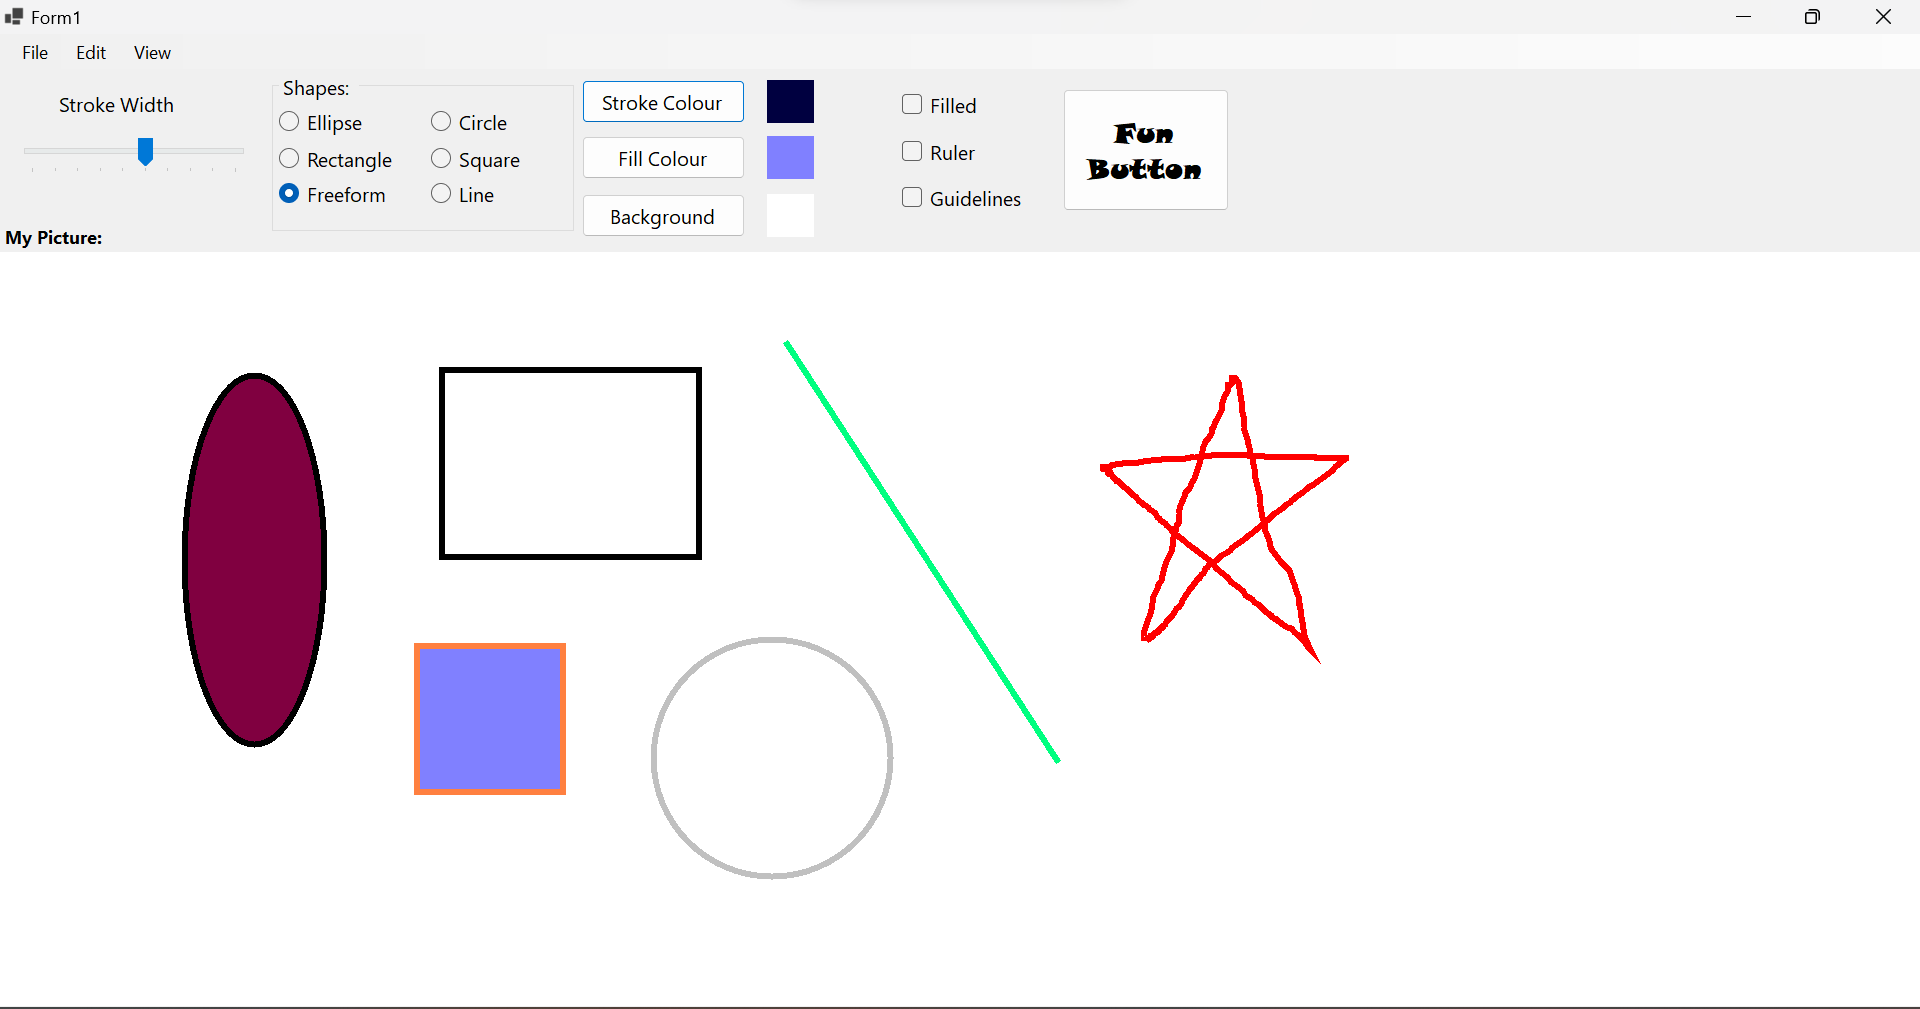 Form1
File Edit View
Stroke Width
Shapes:
Ellipse Circle
Rectangle Square
Freeform Line
Stroke Colour
Fill Colour
Background
Filled
Ruler
Guidelines
Fun
Button
My Picture: